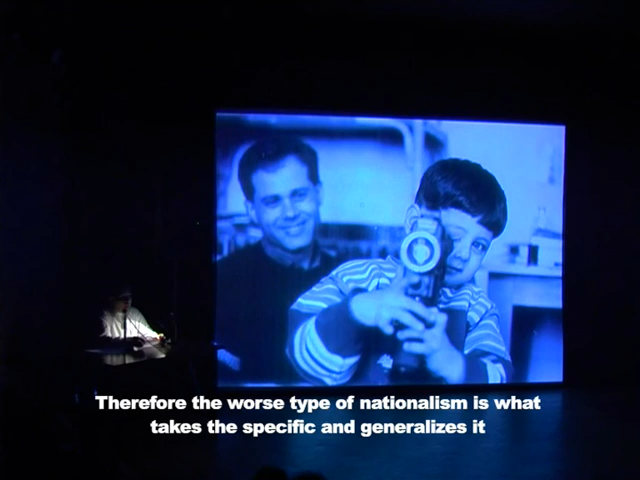 Therefore the worse type of nationalism is what
takes the specific and generalizes it